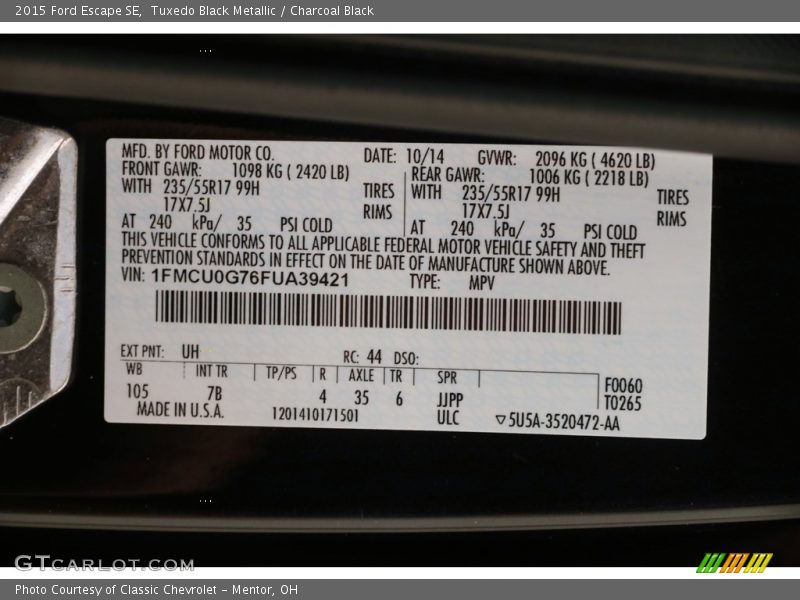 2015 Ford Escape SE, Tuxedo Black Metallic / Charcoal Black
MFD. BY FORD MOTOR CO. DATE: 10/14 GVWR: 2096 KG ( 4620 LB)
FRONT GAWR: 1098 KG ( 2420 LB) REAR GAWR: 1006 KG ( 2218 LB)
WITH 235/55R17 99H TIRES WITH 235/55R17 99H TIRES
17X7.5J RIMS 17X7.5J RIMS
AT 240 kPa/ 35 PSI COLD AT 240 kPa/ 35 PSI COLD
THIS VEHICLE CONFORMS TO ALL APPLICABLE FEDERAL MOTOR VEHICLE SAFETY AND THEFT
PREVENTION STANDARDS IN EFFECT ON THE DATE OF MANUFACTURE SHOWN ABOVE.
VIN: 1FMCU0G76FUA39421 TYPE: MPV
EXT PNT: UH RC: 44 DSO:
WB INT TR TP/PS R AXLE TR SPR
105 7B 4 35 6 JJPP F0060
T0265
MADE IN U.S.A. 1201410171501 ULC ▽5U5A-3520472-AA
GTCARLOT.COM
Photo Courtesy of Classic Chevrolet - Mentor, OH